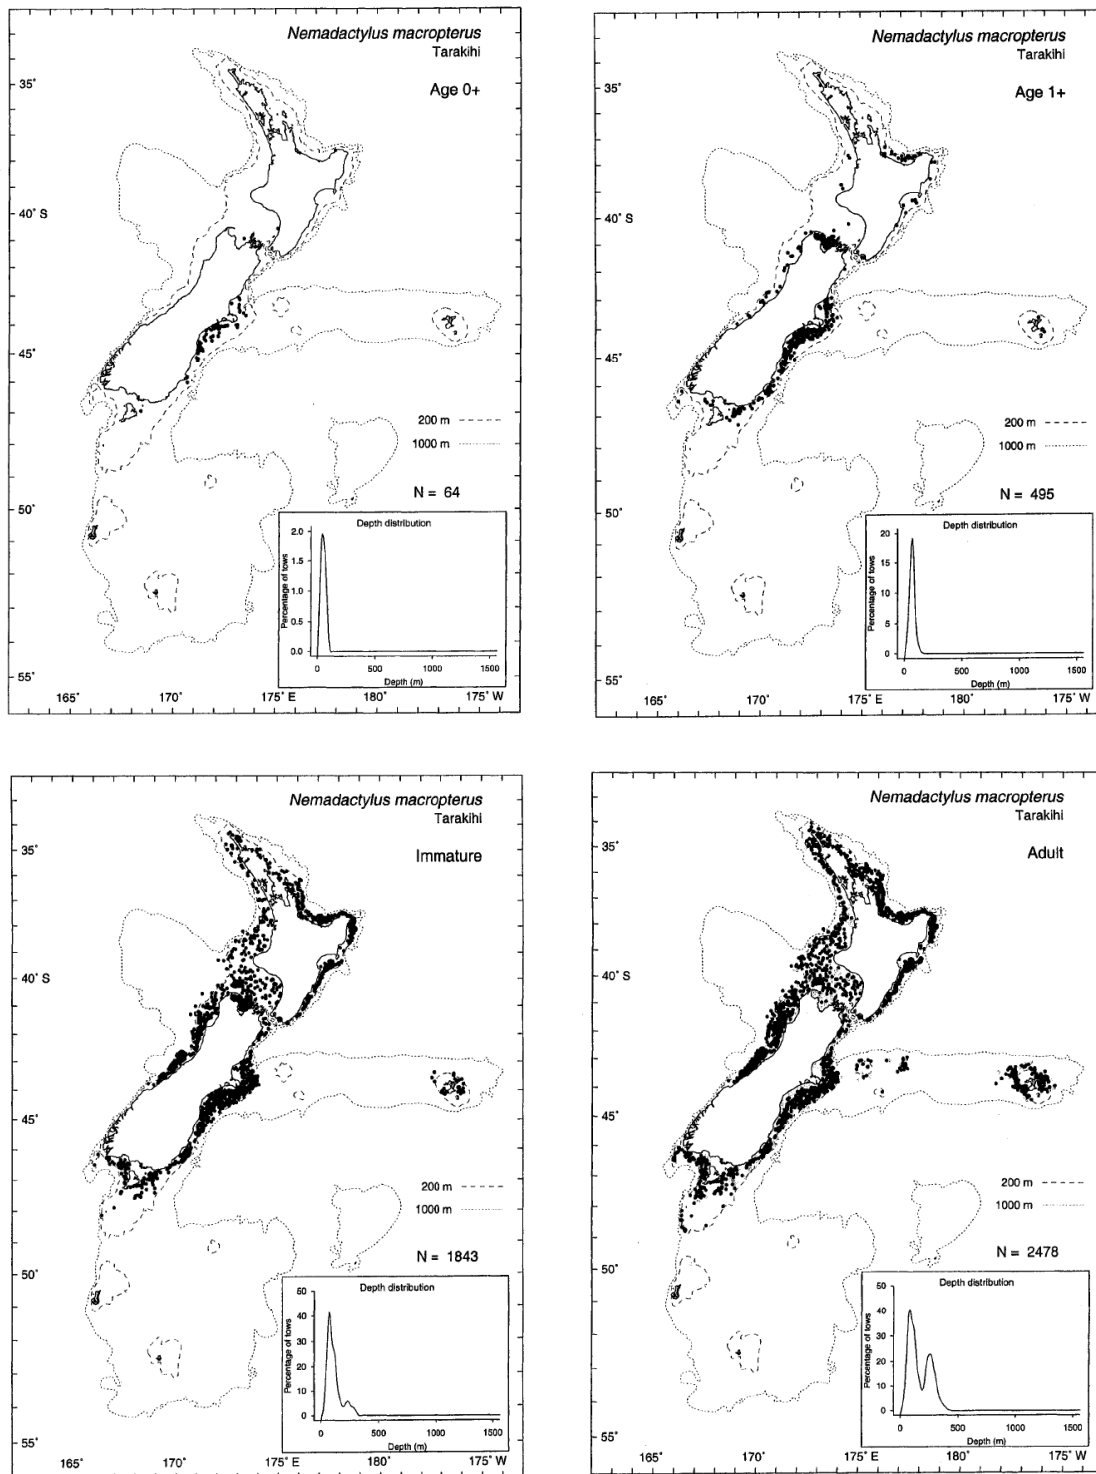 Nemadactylus macropterus
Tarakihi
Age 0+
35°
40° S
45°
50°
55°
200 m
1000 m
N = 64
Depth distribution
Percentage of tows
2.0
1.5
1.0
0.5
0.0
0 500 1000 1500
Depth (m)
165° 170° 175° E 180° 175° W
Nemadactylus macropterus
Tarakihi
Age 1+
35°
40° S
45°
50°
55°
200 m
1000 m
N = 495
Depth distribution
Percentage of tows
20
15
10
5
0
0 500 1000 1500
Depth (m)
165° 170° 175° E 180° 175° W
Nemadactylus macropterus
Tarakihi
Immature
35°
40° S
45°
50°
55°
200 m
1000 m
N = 1843
Depth distribution
Percentage of tows
50
40
30
20
10
0
0 500 1000 1500
Depth (m)
165° 170° 175° E 180° 175° W
Nemadactylus macropterus
Tarakihi
Adult
35°
40° S
45°
50°
55°
200 m
1000 m
N = 2478
Depth distribution
Percentage of tows
50
40
30
20
10
0
0 500 1000 1500
Depth (m)
165° 170° 175° E 180° 175° W